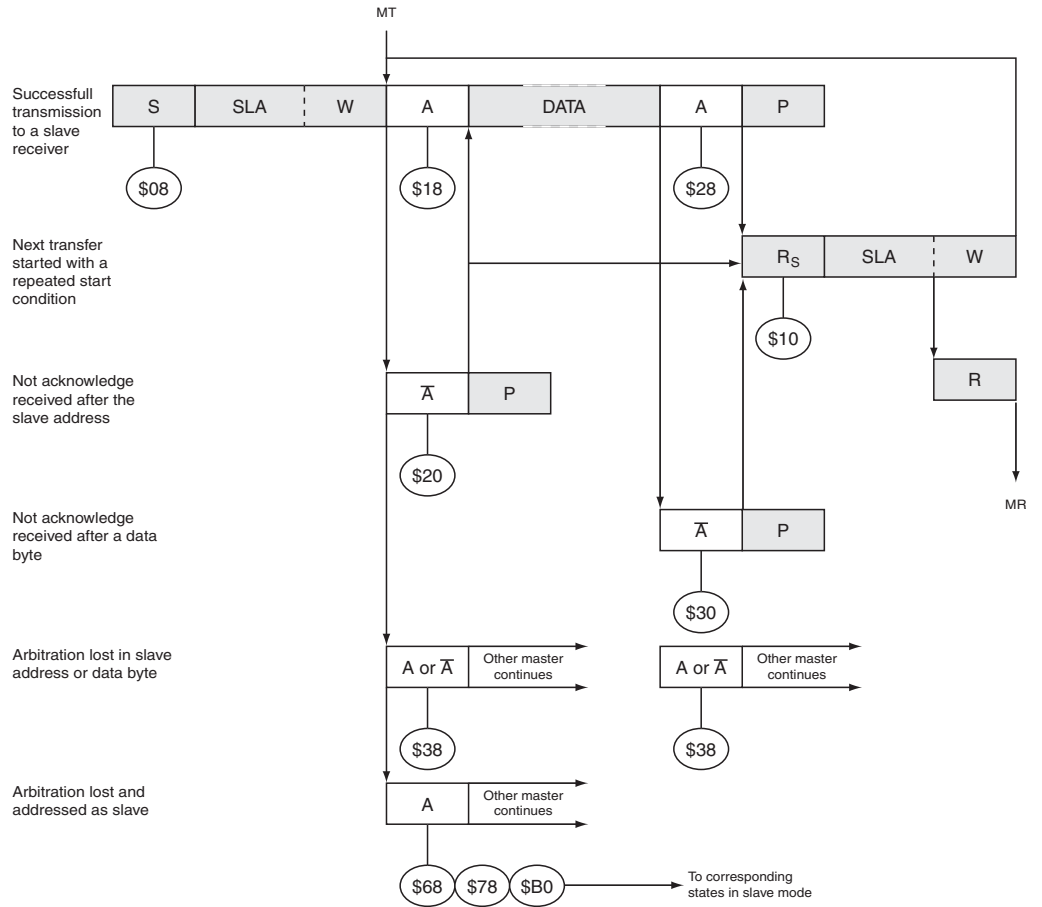 MT
Successfull
transmission
to a slave
receiver
S SLA W A DATA A P
$08 $18 $28
Next transfer
started with a
repeated start
condition
RS SLA W
$10
Not acknowledge
received after the
slave address
A̅ P
R
$20
MR
Not acknowledge
received after a data
byte
A̅ P
$30
Arbitration lost in slave
address or data byte
A or A̅ Other master
continues
A or A̅ Other master
continues
$38 $38
Arbitration lost and
addressed as slave
A Other master
continues
$68 $78 $B0
To corresponding
states in slave mode